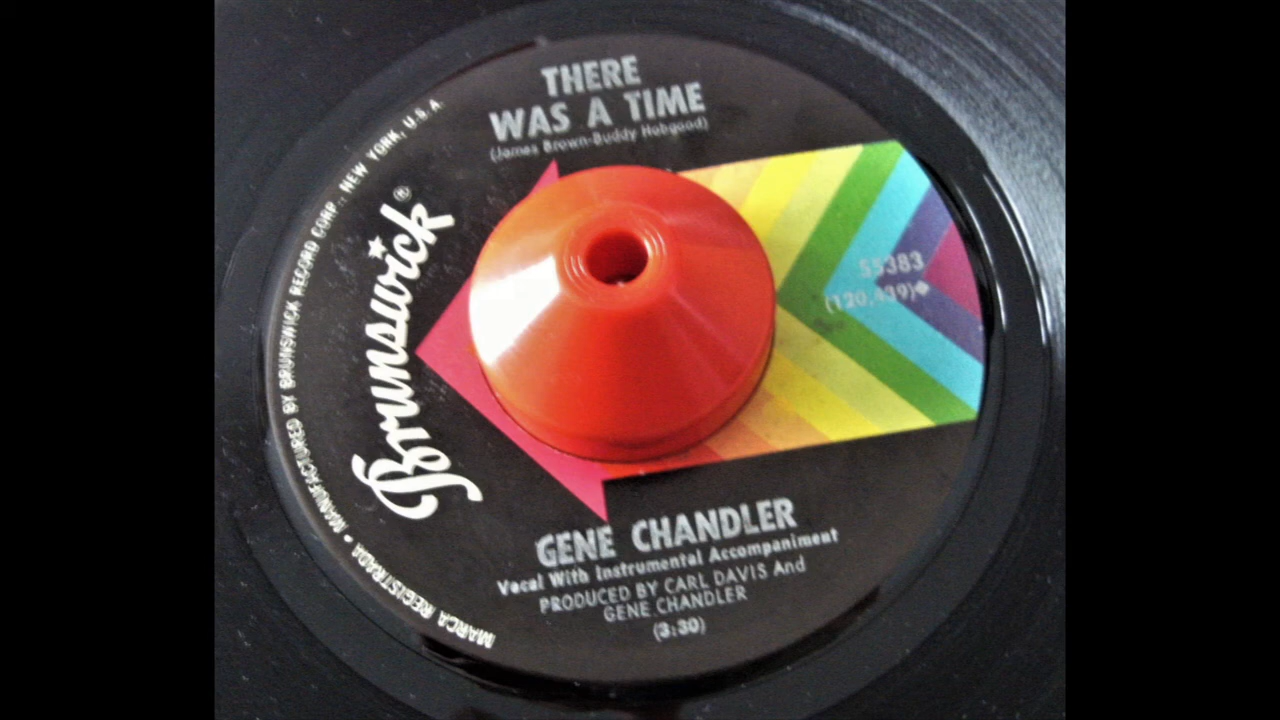 THERE
WAS A TIME
(James Brown-Buddy Hobgood)
Brunswick®
MARCA REGISTRADA • MANUFACTURED BY BRUNSWICK RECORD CORP., NEW YORK, U.S.A.
55383
(120,439)◆
GENE CHANDLER
Vocal With Instrumental Accompaniment
PRODUCED BY CARL DAVIS And
GENE CHANDLER
(3:30)